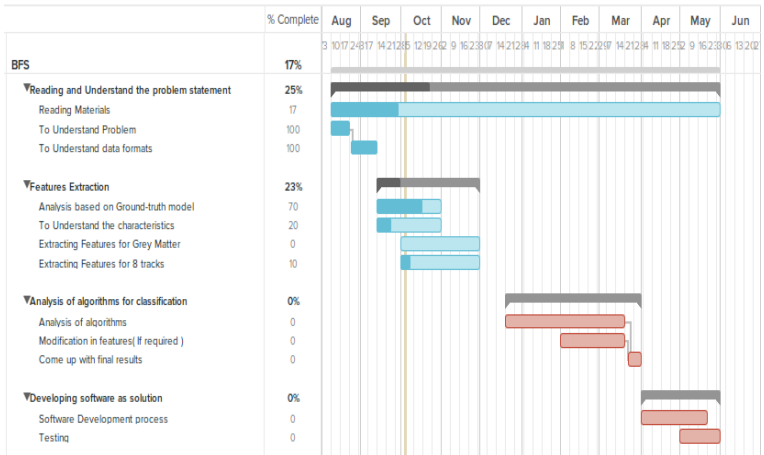 % Complete Aug Sep Oct Nov Dec Jan Feb Mar Apr May Jun
BFS 17%
Reading and Understand the problem statement 25%
Reading Materials 17
To Understand Problem 100
To Understand data formats 100
Features Extraction 23%
Analysis based on Ground-truth model 70
To Understand the characteristics 20
Extracting Features for Grey Matter 0
Extracting Features for 8 tracks 10
Analysis of algorithms for classification 0%
Analysis of algorithms 0
Modification in features( If required ) 0
Come up with final results 0
Developing software as solution 0%
Software Development process 0
Testing 0